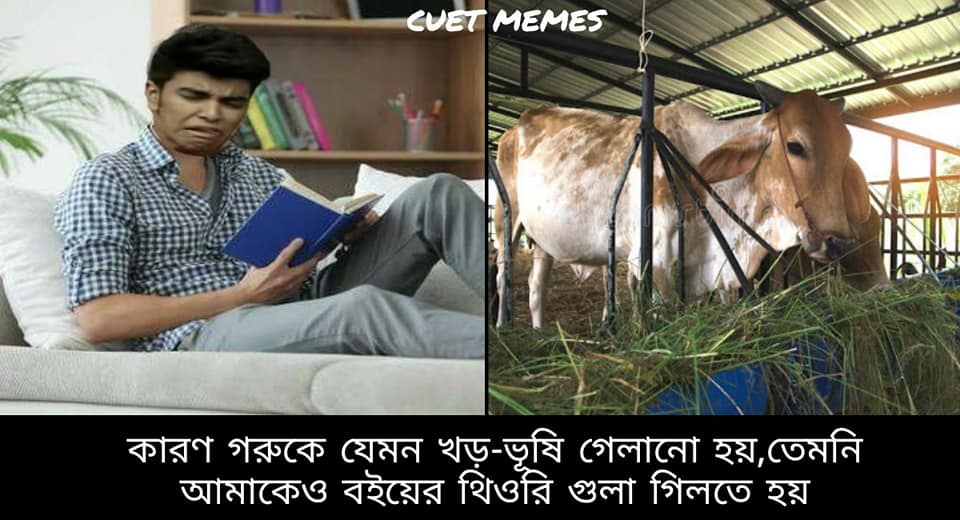 CUET MEMES
কারণ গরুকে যেমন খড়-ভূষি গেলানো হয়,তেমনি
আমাকেও বইয়ের থিওরি গুলা গিলতে হয়